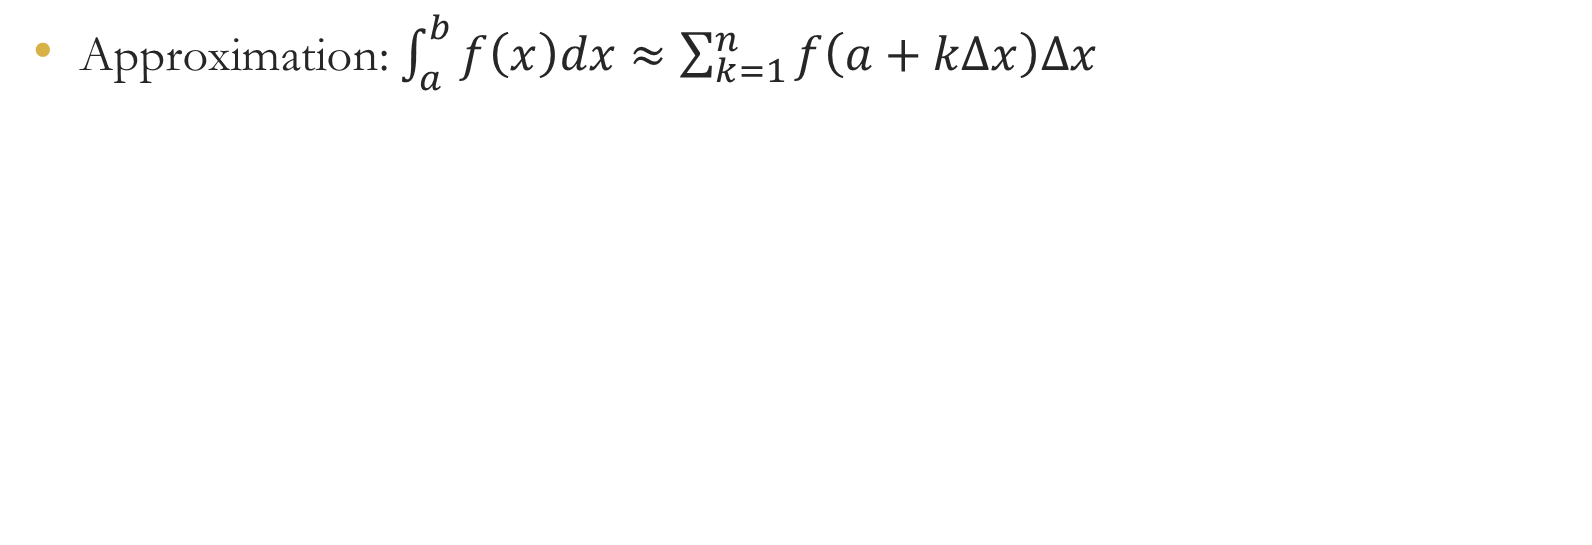 • Approximation: ∫_a^b f(x)dx ≈ ∑_{k=1}^n f(a + kΔx)Δx